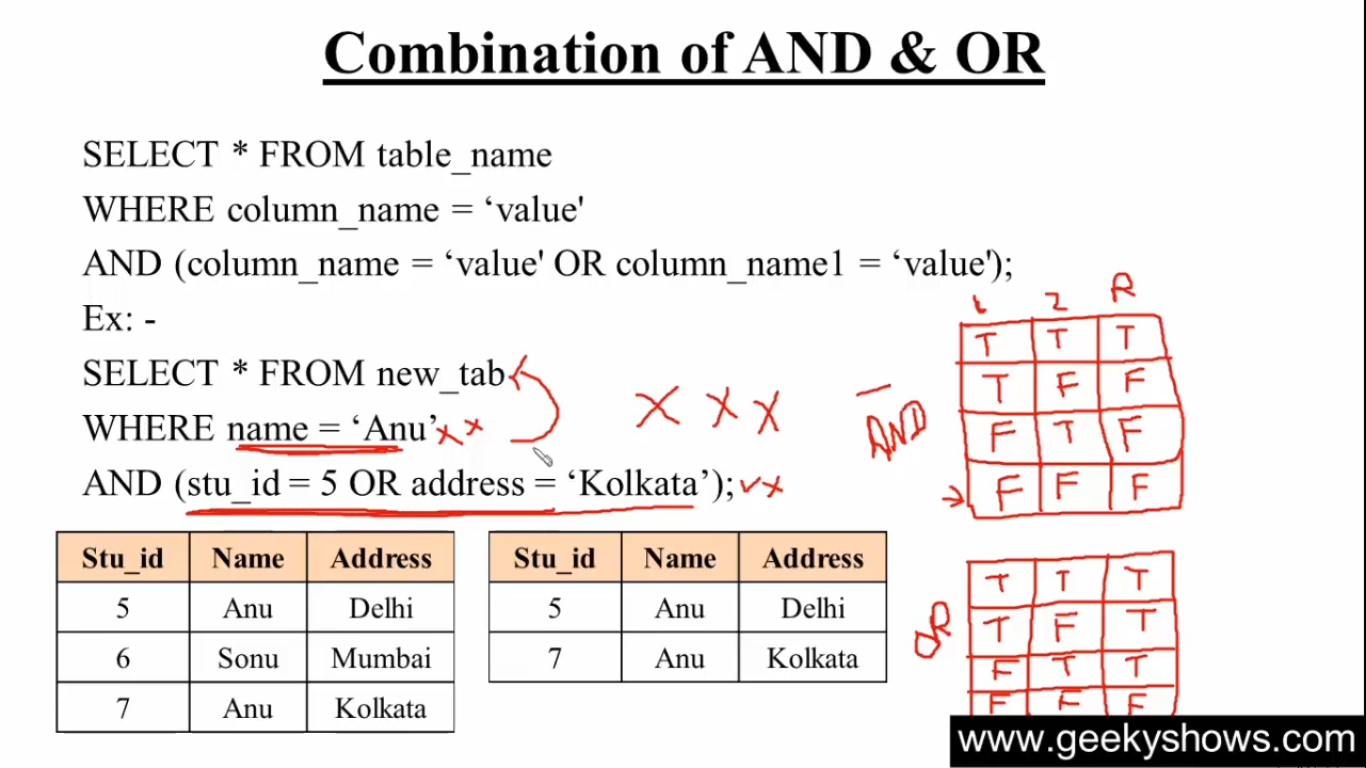 Combination of AND & OR
SELECT * FROM table_name
WHERE column_name = ‘value'
AND (column_name = ‘value' OR column_name1 = ‘value');
Ex: -
SELECT * FROM new_tab
WHERE name = ‘Anu’ x x
AND (stu_id = 5 OR address = ‘Kolkata’); ✓ x
X X X
AND
1 2 R
T T T
T F F
F T F
F F F
OR
T T T
T F T
F T T
F F F
Stu_id Name Address
5 Anu Delhi
6 Sonu Mumbai
7 Anu Kolkata
Stu_id Name Address
5 Anu Delhi
7 Anu Kolkata
www.geekyshows.com